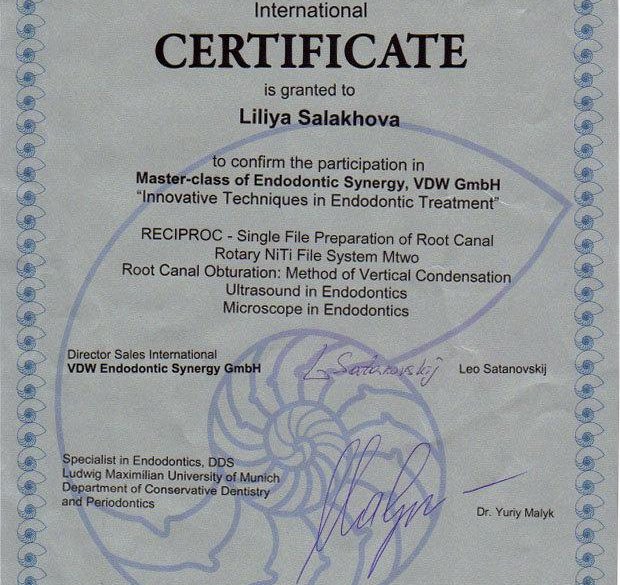 International
CERTIFICATE
is granted to
Liliya Salakhova
to confirm the participation in
Master-class of Endodontic Synergy, VDW GmbH
“Innovative Techniques in Endodontic Treatment”
RECIPROC - Single File Preparation of Root Canal
Rotary NiTi File System Mtwo
Root Canal Obturation: Method of Vertical Condensation
Ultrasound in Endodontics
Microscope in Endodontics
Director Sales International
VDW Endodontic Synergy GmbH
L Satanovskij
Leo Satanovskij
Specialist in Endodontics, DDS
Ludwig Maximilian University of Munich
Department of Conservative Dentistry
and Periodontics
Malyk
Dr. Yuriy Malyk